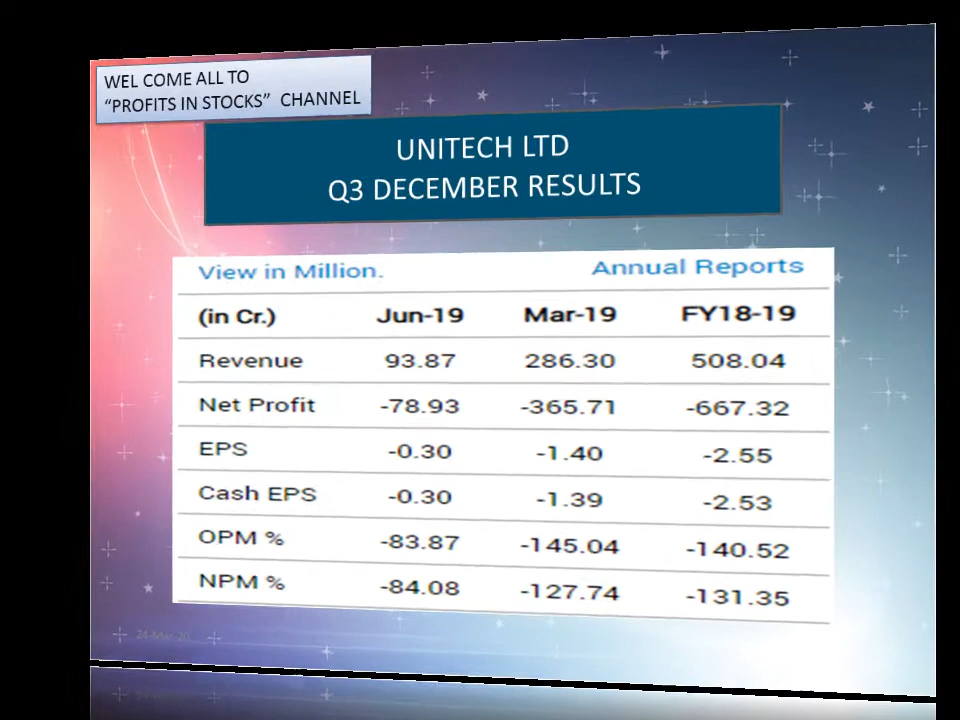 WEL COME ALL TO
“PROFITS IN STOCKS” CHANNEL
UNITECH LTD
Q3 DECEMBER RESULTS
View in Million. Annual Reports
(in Cr.) Jun-19 Mar-19 FY18-19
Revenue 93.87 286.30 508.04
Net Profit -78.93 -365.71 -667.32
EPS -0.30 -1.40 -2.55
Cash EPS -0.30 -1.39 -2.53
OPM % -83.87 -145.04 -140.52
NPM % -84.08 -127.74 -131.35
24-Mar-20